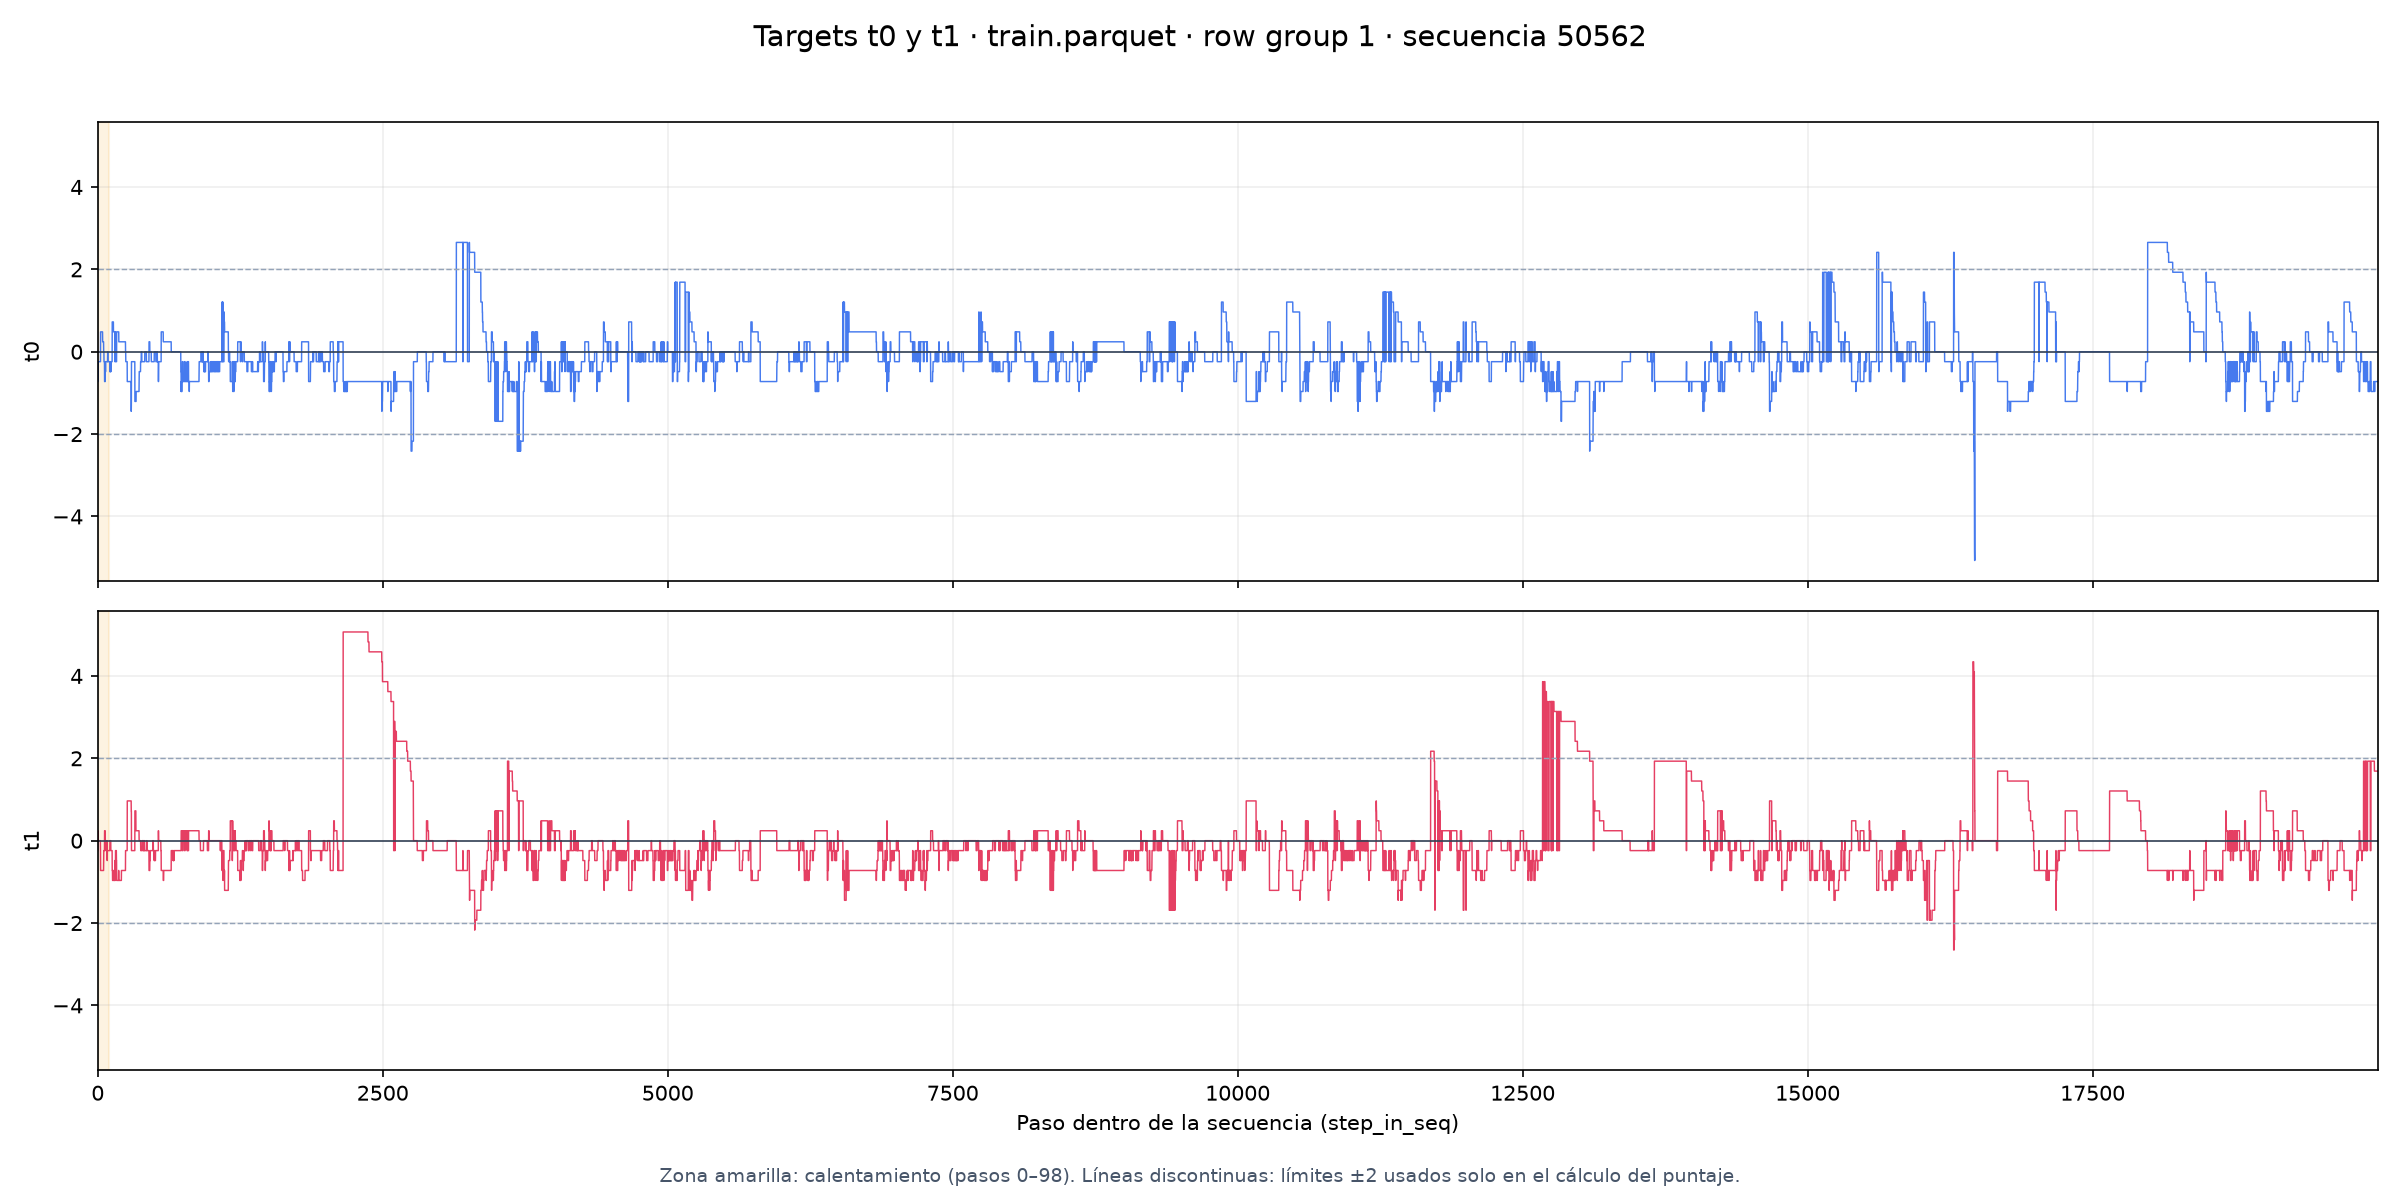 Targets t0 y t1 · train.parquet · row group 1 · secuencia 50562
4
2
0
−2
−4
t0
4
2
0
−2
−4
t1
0 2500 5000 7500 10000 12500 15000 17500
Paso dentro de la secuencia (step_in_seq)
Zona amarilla: calentamiento (pasos 0–98). Líneas discontinuas: límites ±2 usados solo en el cálculo del puntaje.